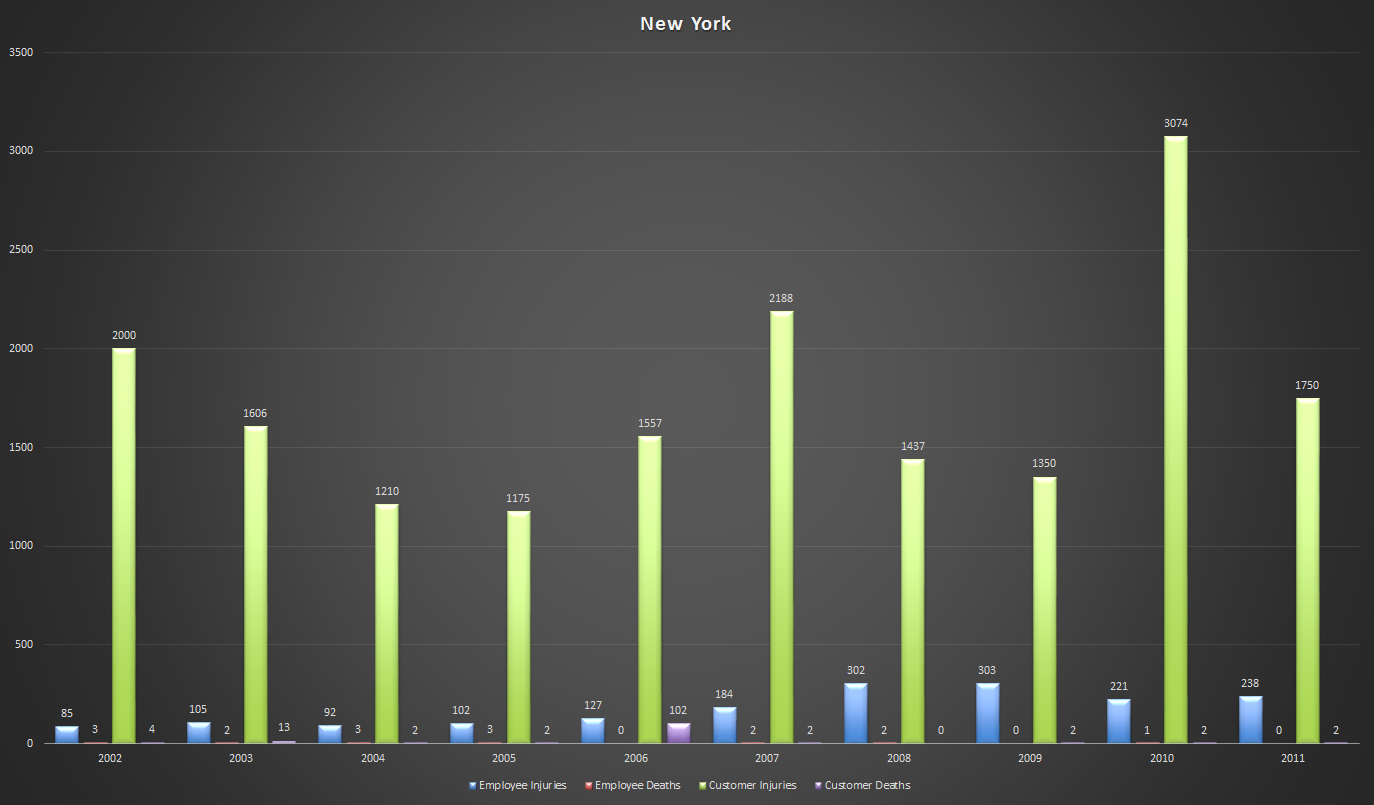 New York
3500
3000
2500
2000
1500
1000
500
0
85 3 2000 4
105 2 1606 13
92 3 1210 2
102 3 1175 2
127 0 1557 102
184 2 2188 2
302 2 1437 0
303 0 1350 2
221 1 3074 2
238 0 1750 2
2002 2003 2004 2005 2006 2007 2008 2009 2010 2011
Employee Injuries Employee Deaths Customer Injuries Customer Deaths